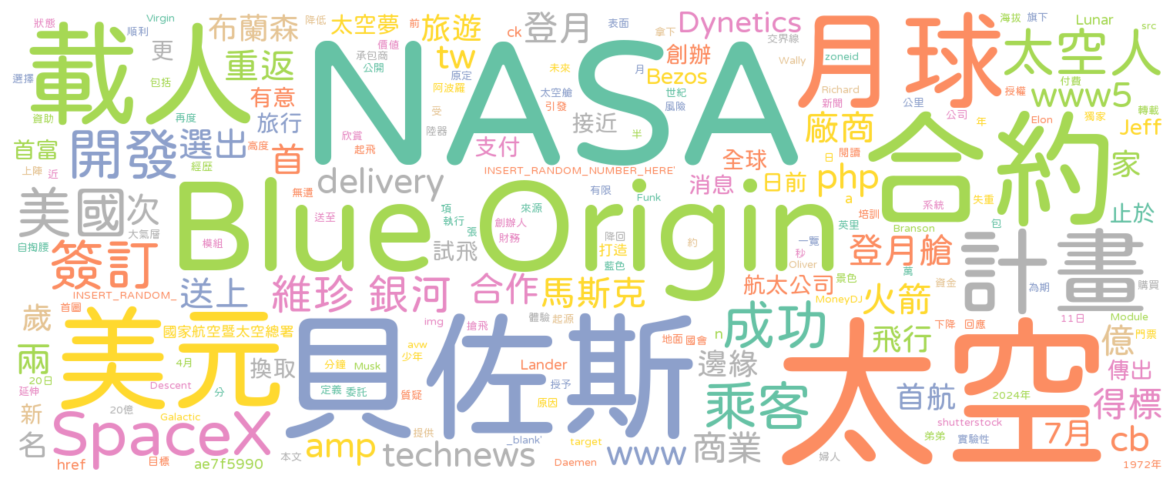 狀態 Virgin 布蘭森 降低 太空夢 前 旅遊 ck 登月 表面 Dynetics 交界線 海拔 旗下 Lunar src
順利 更 承包商 價值 tw 拿下 創辦 Wally zoneid 太空人
載人 重返 公開 原定 NASA 未來 Bezos 月球 付費
選擇 包括 有意 阿波羅 太空艙 世紀 月 Richard 授權 www5
資助 再度 旅行 受 引發 風險 新聞 公里 獨家 轉載
首富 開發 選出 高度 欣賞 陸器 接近 半 廠商 公司 年 Elon Jeff
上陣 近 經歷 首 起飛 支付 全球 日 閱讀 合約 家
無遺 INSERT_RANDOM_NUMBER_HERE` 消息 日前 php a
美國 次 delivery 有限 Funk 系統 失重 止於
大氣層 送至 Blue Origin 項 來源 培訓 包
自掏腰 模組 執行 張 創辦人 降回 約 英里 Branson
簽訂 試飛 財務 打造 藍色 一覽 秒 登月艙 計畫
INSERT_RANDOM_ 送上 維珍 銀河 合作 馬斯克 航太公司 Oliver 景色 萬 為期 購買
首圖 歲 img 搶飛 體驗 起源 MoneyDJ 火箭 資金
美元 國家航空暨太空總署 n 成功 下降 回應 11日 Module
兩 4月 avw 少年 貝佐斯 地面 國會 飛行 億 門票
20日 換取 分鐘 Musk Lander 邊緣 太空 傳出
延伸 Descent 分 定義 委託 質疑 授予 乘客 首航 2024年 得標
新 20億 Galactic 提供 原因 shutterstock
名 SpaceX amp _blank` target 商業 弟弟 實驗性 7月 cb
href 目標 ae7f5990 本文 technews Daemen www 婦人 1972年